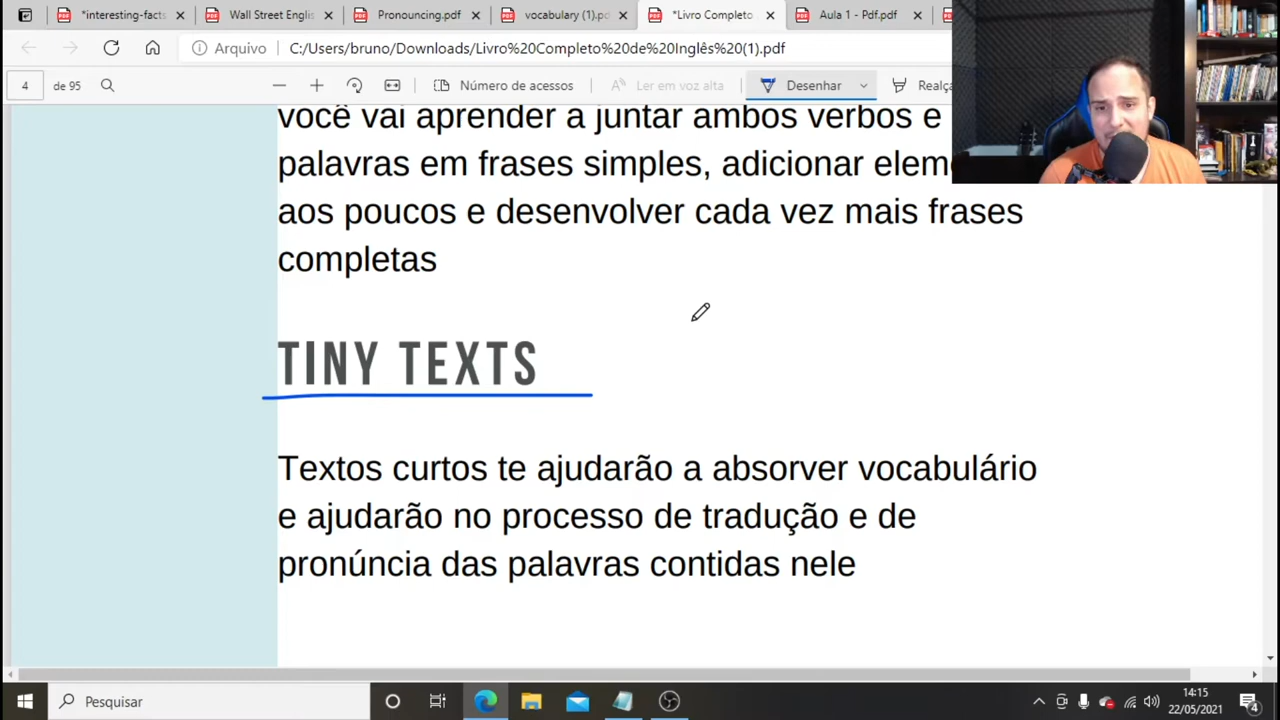 *interesting-facts
Wall Street Englis
Pronouncing.pdf
vocabulary (1).pd
*Livro Completo
Aula 1 - Pdf.pdf
Arquivo
C:/Users/bruno/Downloads/Livro%20Completo%20de%20Inglês%20(1).pdf
4 de 95
Número de acessos
Ler em voz alta
Desenhar
Realça
você vai aprender a juntar ambos verbos e
palavras em frases simples, adicionar eleme
aos poucos e desenvolver cada vez mais frases
completas
TINY TEXTS
Textos curtos te ajudarão a absorver vocabulário
e ajudarão no processo de tradução e de
pronúncia das palavras contidas nele
Pesquisar
14:15
22/05/2021
4